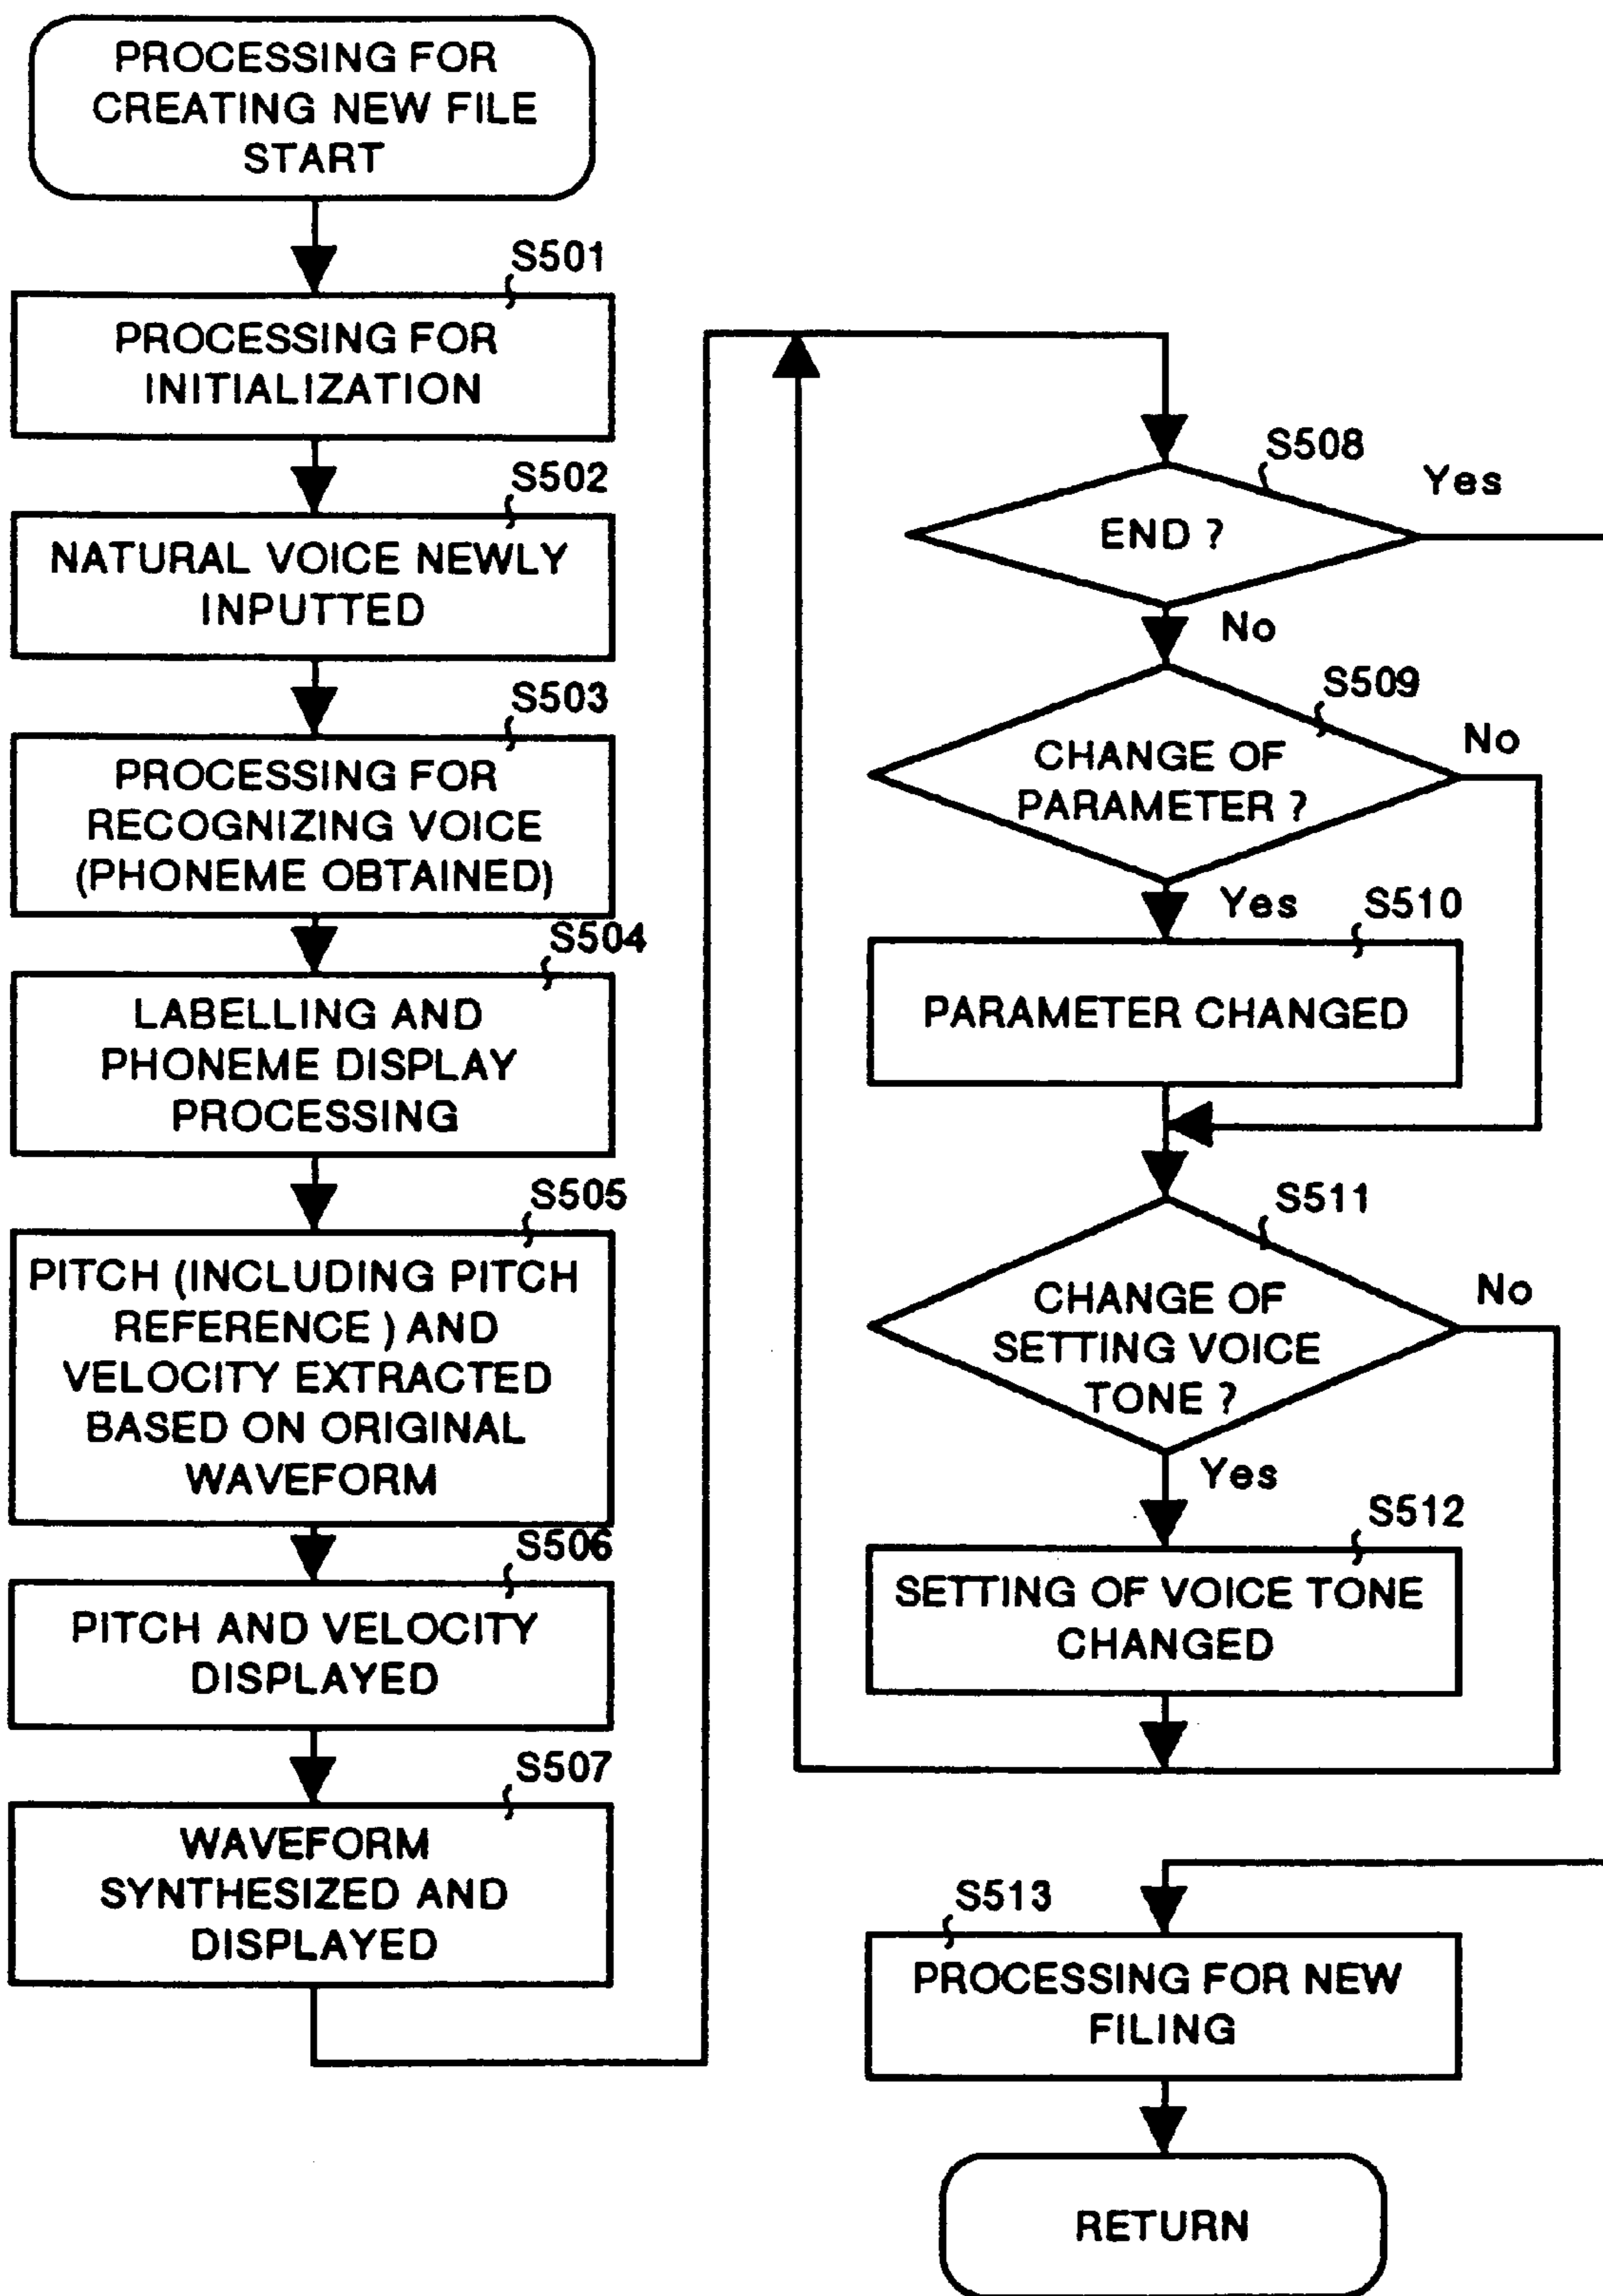 PROCESSING FOR
CREATING NEW FILE
START
S501
PROCESSING FOR
INITIALIZATION
S502
NATURAL VOICE NEWLY
INPUTTED
S503
PROCESSING FOR
RECOGNIZING VOICE
(PHONEME OBTAINED)
S504
LABELLING AND
PHONEME DISPLAY
PROCESSING
S505
PITCH (INCLUDING PITCH
REFERENCE ) AND
VELOCITY EXTRACTED
BASED ON ORIGINAL
WAVEFORM
S506
PITCH AND VELOCITY
DISPLAYED
S507
WAVEFORM
SYNTHESIZED AND
DISPLAYED
S508
Yes
END ?
No
S509
No
CHANGE OF
PARAMETER ?
Yes
S510
PARAMETER CHANGED
S511
No
CHANGE OF
SETTING VOICE
TONE ?
Yes
S512
SETTING OF VOICE TONE
CHANGED
S513
PROCESSING FOR NEW
FILING
RETURN